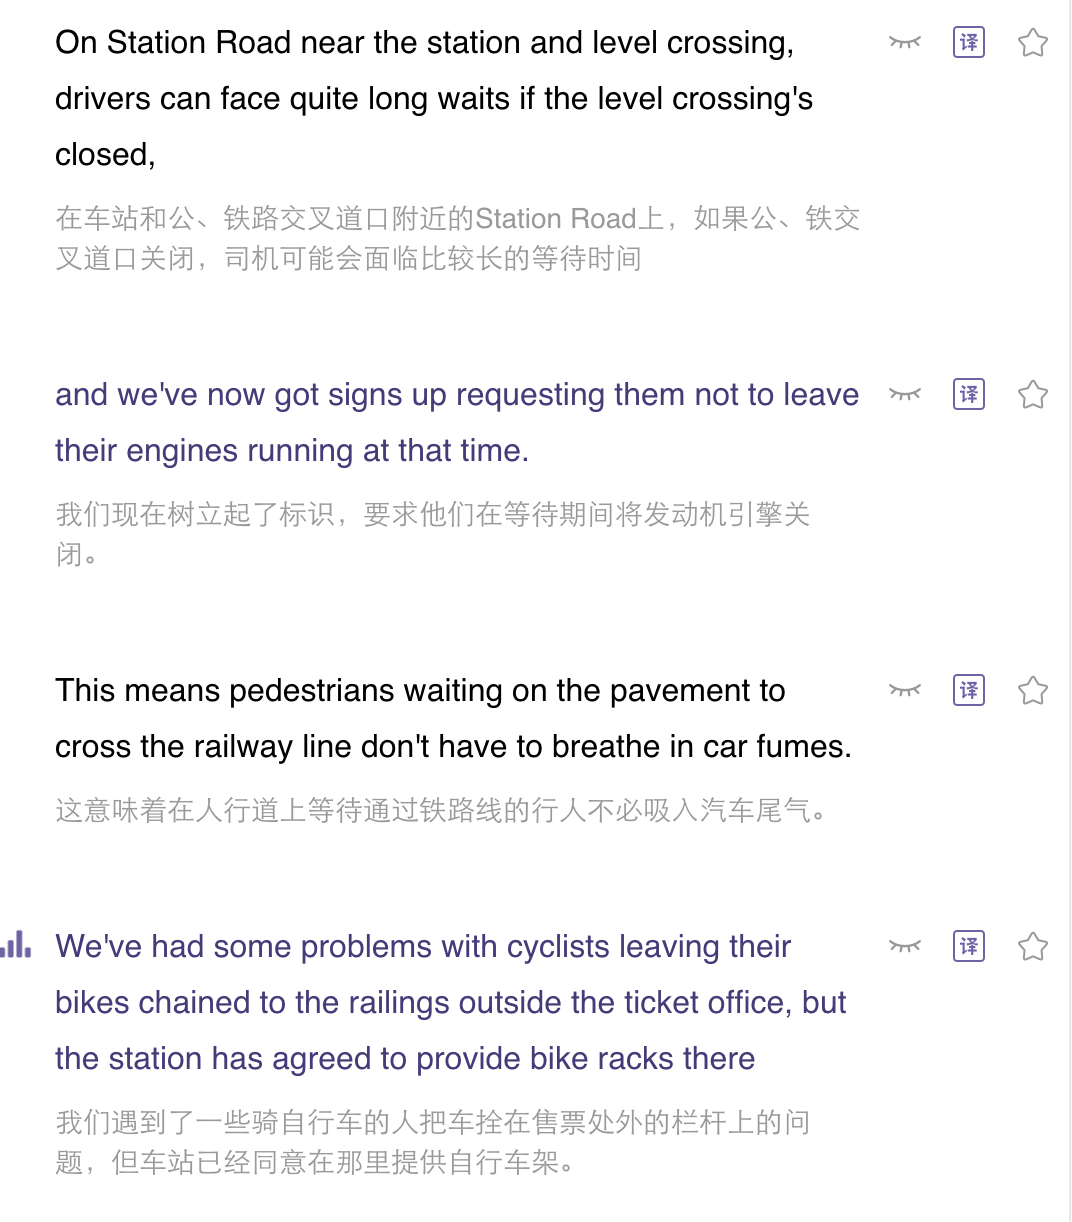 On Station Road near the station and level crossing,
译
drivers can face quite long waits if the level crossing's
closed,
在车站和公、铁路交叉道口附近的Station Road上，如果公、铁交
叉道口关闭，司机可能会面临比较长的等待时间
and we've now got signs up requesting them not to leave
译
their engines running at that time.
我们现在树立起了标识，要求他们在等待期间将发动机引擎关
闭。
This means pedestrians waiting on the pavement to
译
cross the railway line don't have to breathe in car fumes.
这意味着在人行道上等待通过铁路线的行人不必吸入汽车尾气。
We've had some problems with cyclists leaving their
译
bikes chained to the railings outside the ticket office, but
the station has agreed to provide bike racks there
我们遇到了一些骑自行车的人把车拴在售票处外的栏杆上的问
题，但车站已经同意在那里提供自行车架。